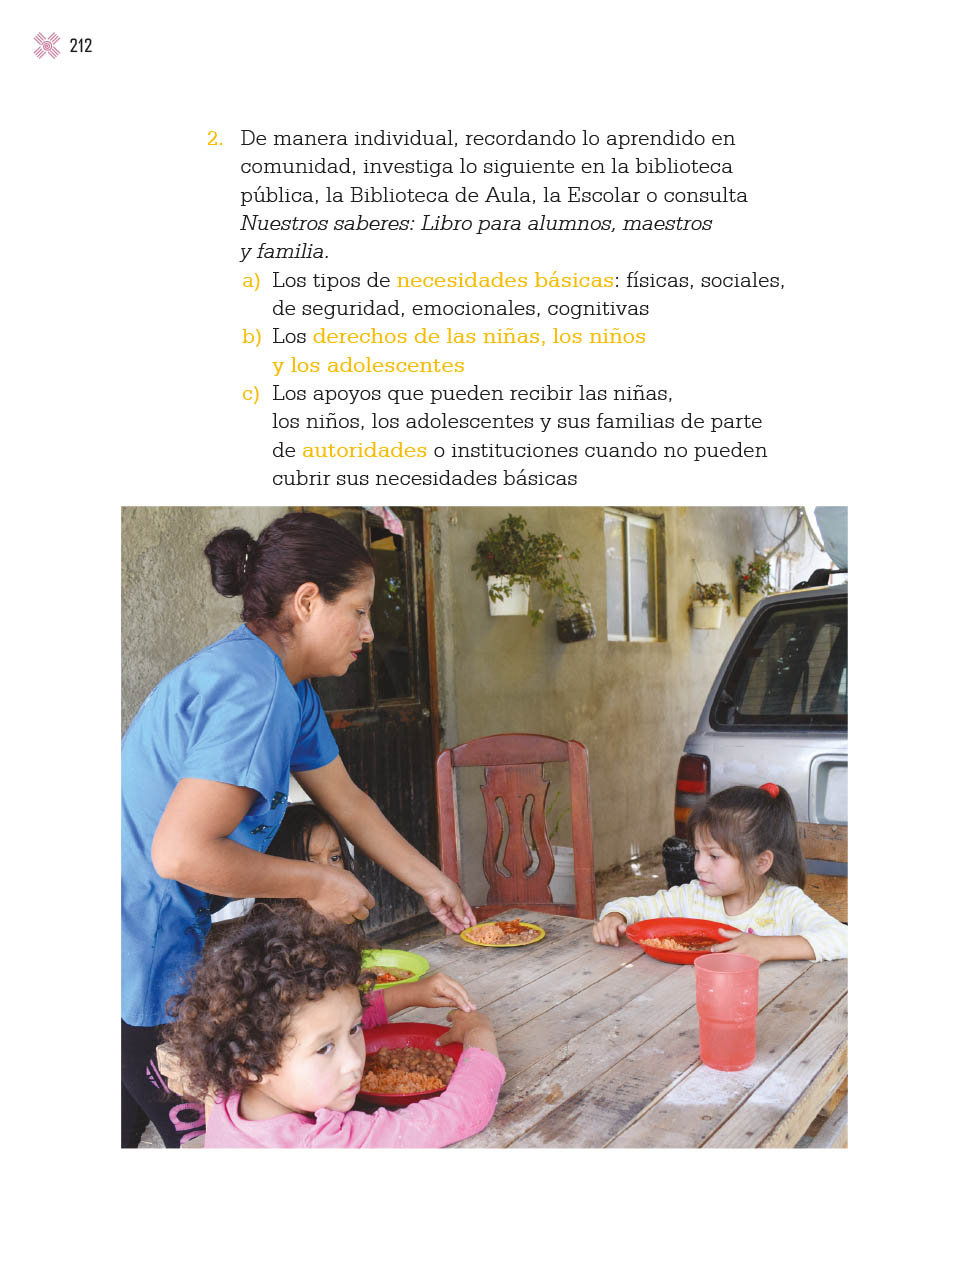 212
2. De manera individual, recordando lo aprendido en
comunidad, investiga lo siguiente en la biblioteca
pública, la Biblioteca de Aula, la Escolar o consulta
Nuestros saberes: Libro para alumnos, maestros
y familia.
a) Los tipos de necesidades básicas: físicas, sociales,
de seguridad, emocionales, cognitivas
b) Los derechos de las niñas, los niños
y los adolescentes
c) Los apoyos que pueden recibir las niñas,
los niños, los adolescentes y sus familias de parte
de autoridades o instituciones cuando no pueden
cubrir sus necesidades básicas